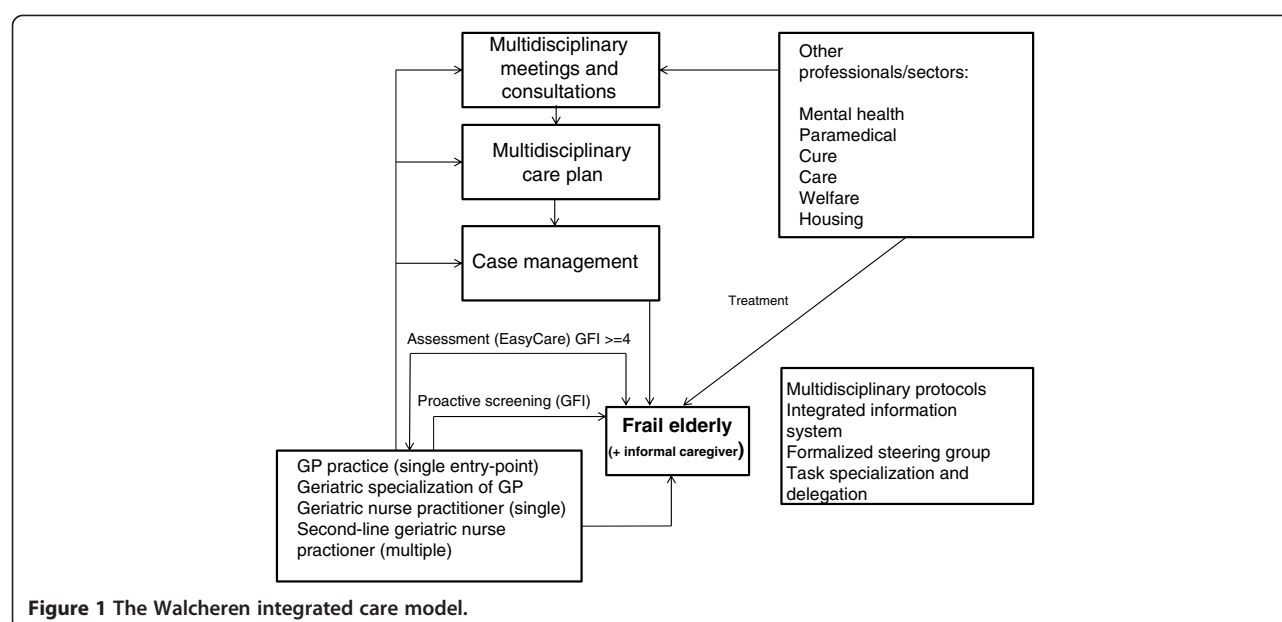 Multidisciplinary
meetings and
consultations
Other
professionals/sectors:
Mental health
Paramedical
Cure
Care
Welfare
Housing
Multidisciplinary
care plan
Case management
Treatment
Assessment (EasyCare) GFI >=4
Proactive screening (GFI)
Frail elderly
(+ informal caregiver)
Multidisciplinary protocols
Integrated information
system
Formalized steering group
Task specialization and
delegation
GP practice (single entry-point)
Geriatric specialization of GP
Geriatric nurse practitioner (single)
Second-line geriatric nurse
practioner (multiple)
Figure 1 The Walcheren integrated care model.